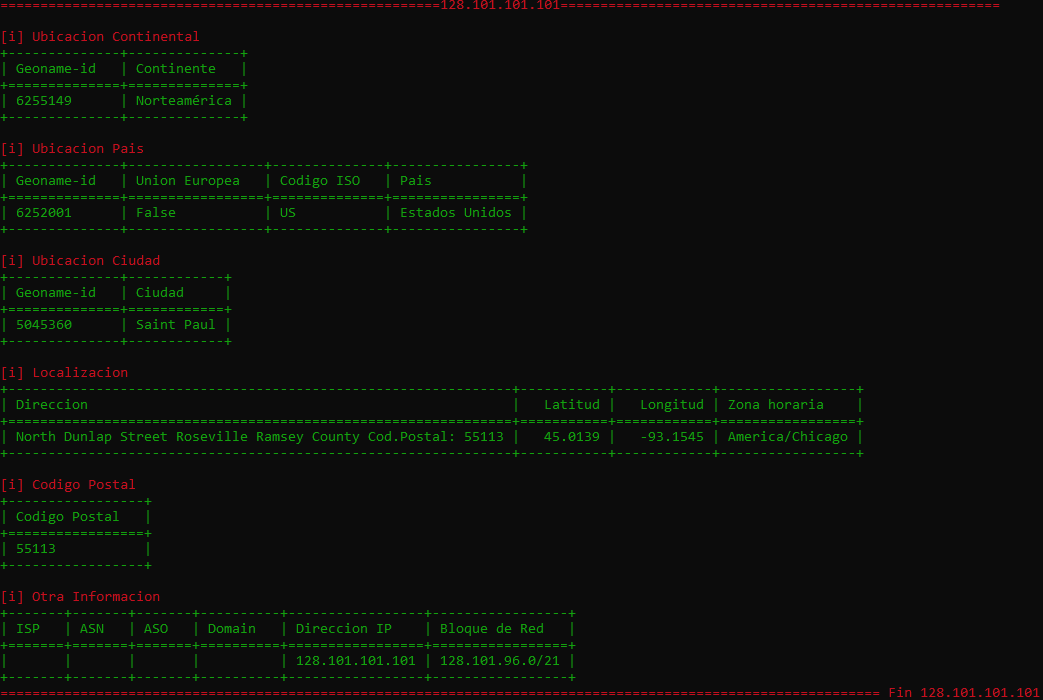 =======================================================128.101.101.101=======================================================
[i] Ubicacion Continental
+--------------+--------------+
| Geoname-id   | Continente   |
+==============+==============+
| 6255149      | Norteamérica |
+--------------+--------------+
[i] Ubicacion Pais
+--------------+-----------------+--------------+----------------+
| Geoname-id   | Union Europea   | Codigo ISO   | Pais           |
+==============+=================+==============+================+
| 6252001      | False           | US           | Estados Unidos |
+--------------+-----------------+--------------+----------------+
[i] Ubicacion Ciudad
+--------------+------------+
| Geoname-id   | Ciudad     |
+==============+============+
| 5045360      | Saint Paul |
+--------------+------------+
[i] Localizacion
+---------------------------------------------------------------+-----------+------------+-----------------+
| Direccion                                                     |   Latitud |   Longitud | Zona horaria    |
+===============================================================+===========+============+=================+
| North Dunlap Street Roseville Ramsey County Cod.Postal: 55113 |   45.0139 |   -93.1545 | America/Chicago |
+---------------------------------------------------------------+-----------+------------+-----------------+
[i] Codigo Postal
+-----------------+
| Codigo Postal   |
+=================+
| 55113           |
+-----------------+
[i] Otra Informacion
+-------+-------+-------+----------+-----------------+-----------------+
| ISP   | ASN   | ASO   | Domain   | Direccion IP    | Bloque de Red   |
+=======+=======+=======+==========+=================+=================+
|       |       |       |          | 128.101.101.101 | 128.101.96.0/21 |
+-------+-------+-------+----------+-----------------+-----------------+
============================================================================================================== Fin 128.101.101.101